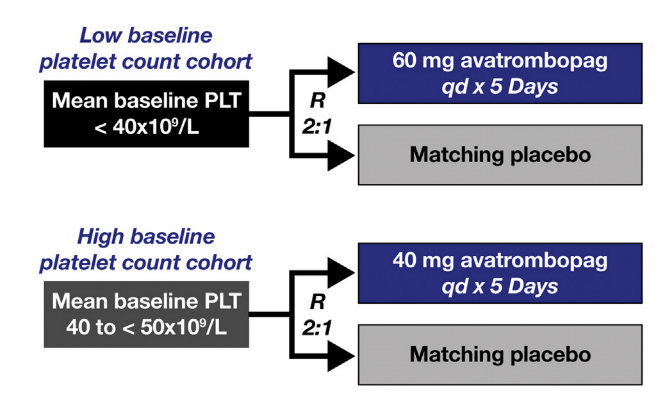 Low baseline
platelet count cohort
Mean baseline PLT
< 40x10⁹/L
R
2:1
60 mg avatrombopag
qd x 5 Days
Matching placebo
High baseline
platelet count cohort
Mean baseline PLT
40 to < 50x10⁹/L
R
2:1
40 mg avatrombopag
qd x 5 Days
Matching placebo